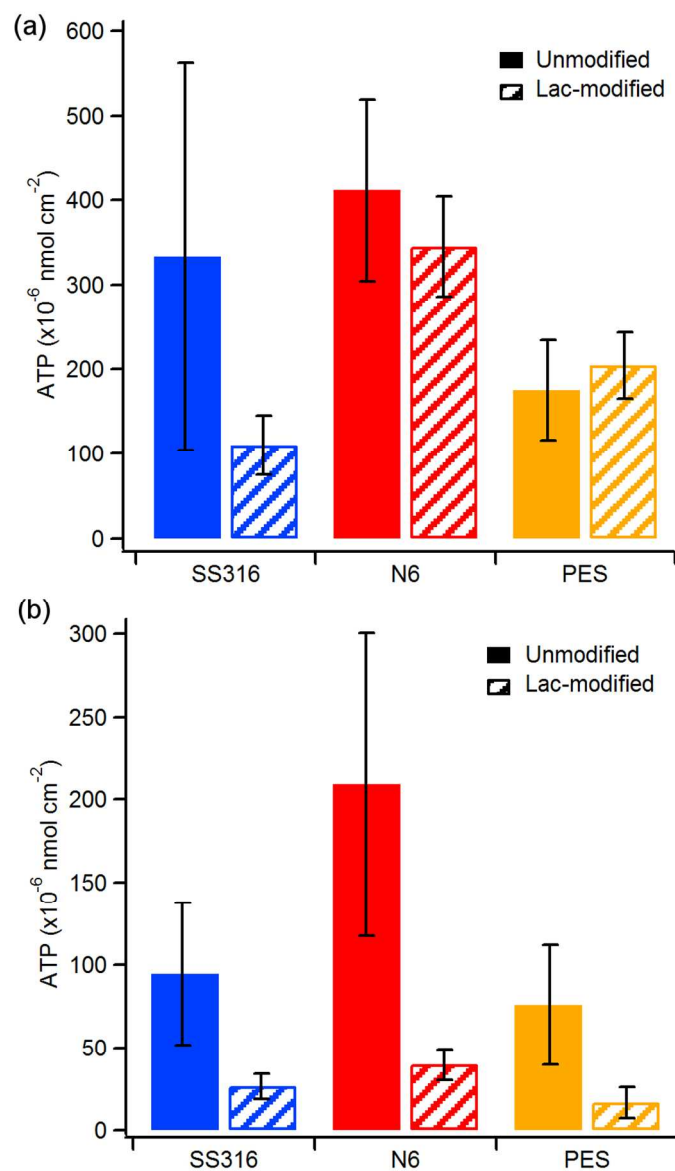 (a)
600
500
400
300
200
100
0
ATP (x10⁻⁶ nmol cm⁻²)
Unmodified
Lac-modified
SS316 N6 PES
(b)
300
250
200
150
100
50
0
ATP (x10⁻⁶ nmol cm⁻²)
Unmodified
Lac-modified
SS316 N6 PES